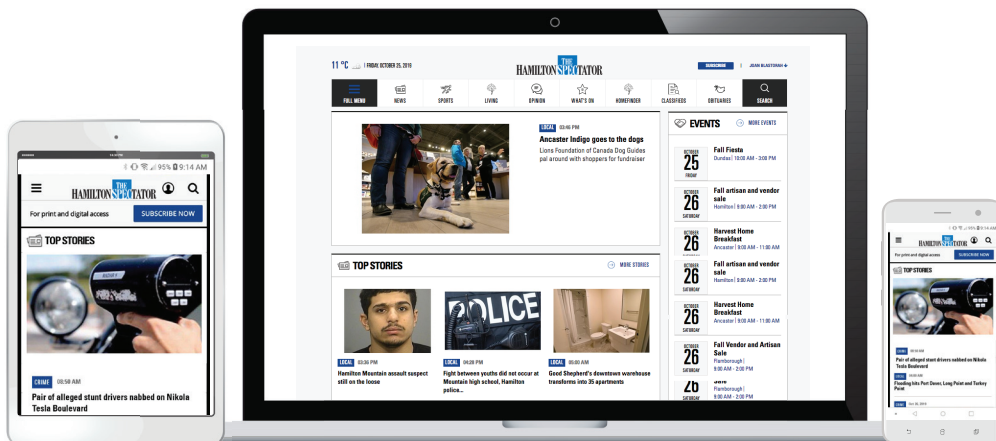 95% 9:14 AM
THE
HAMILTON SPECTATOR
For print and digital access
SUBSCRIBE NOW
TOP STORIES
CRIME 08:58 AM
Pair of alleged stunt drivers nabbed on Nikola
Tesla Boulevard
11 °C | FRIDAY, OCTOBER 25, 2019
THE
HAMILTON SPECTATOR
SUBSCRIBE | JOAN BLASTORAH
FULL MENU NEWS SPORTS LIVING OPINION WHAT'S ON HOMEFINDER CLASSIFIEDS OBITUARIES SEARCH
LOCAL 03:46 PM
Ancaster Indigo goes to the dogs
Lions Foundation of Canada Dog Guides
pal around with shoppers for fundraiser
TOP STORIES
MORE STORIES
POLICE
LOCAL 03:36 PM
Hamilton Mountain assault suspect
still on the loose
LOCAL 04:28 PM
Fight between youths did not occur at
Mountain high school, Hamilton
police...
LOCAL 06:00 AM
Good Shepherd's downtown warehouse
transforms into 35 apartments
EVENTS
MORE EVENTS
OCTOBER
25
FRIDAY
Fall Fiesta
Dundas | 10:00 AM - 3:00 PM
OCTOBER
26
SATURDAY
Fall artisan and vendor
sale
Hamilton | 9:00 AM - 2:00 PM
OCTOBER
26
Harvest Home
Breakfast
Ancaster | 9:00 AM - 11:00 AM
OCTOBER
26
SATURDAY
Fall artisan and vendor
sale
Hamilton | 9:00 AM - 2:00 PM
OCTOBER
26
SATURDAY
Harvest Home
Breakfast
Ancaster | 9:00 AM - 11:00 AM
OCTOBER
26
SATURDAY
Fall Vendor and Artisan
Sale
Flamborough |
9:00 AM - 2:00 PM
26
SATURDAY
Flamborough |
9:00 AM - 2:00 PM
95% 9:14 AM
THE
HAMILTON SPECTATOR
For print and digital access
SUBSCRIBE NOW
TOP STORIES
CRIME 08:58 AM
Pair of alleged stunt drivers nabbed on Nikola
Tesla Boulevard
AM
Flooding hits Port Dover, Long Point and Turkey
Point
CRIME